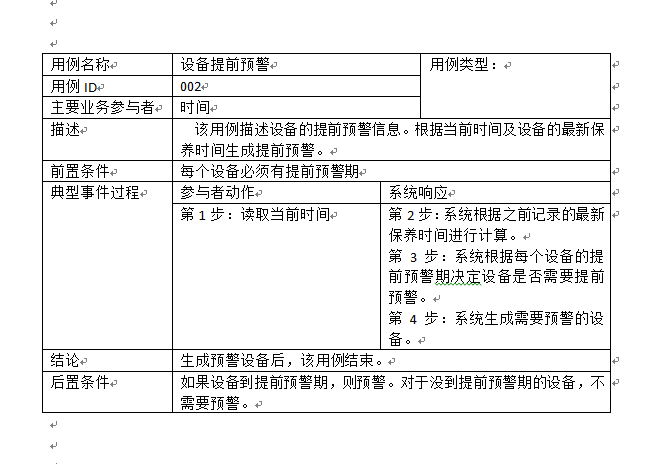 用例名称 设备提前预警 用例类型：
用例 ID 002
主要业务参与者 时间
描述 该用例描述设备的提前预警信息。根据当前时间及设备的最新保
养时间生成提前预警。
前置条件 每个设备必须有提前预警期
典型事件过程 参与者动作 系统响应
第 1 步：读取当前时间 第 2 步：系统根据之前记录的最新
保养时间进行计算。
第 3 步：系统根据每个设备的提
前预警期决定设备是否需要提前
预警。
第 4 步：系统生成需要预警的设
备。
结论 生成预警设备后，该用例结束。
后置条件 如果设备到提前预警期，则预警。对于没到提前预警期的设备，不
需要预警。